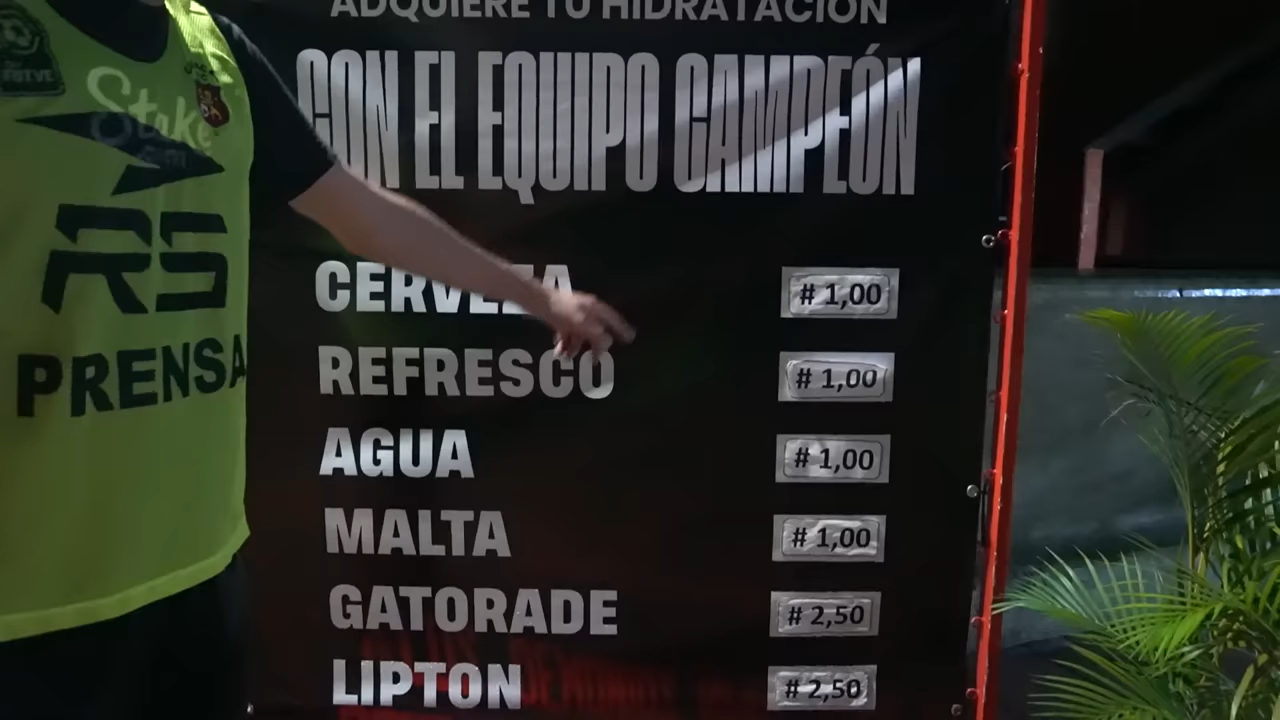 ADQUIERE TU HIDRATACIÓN
CON EL EQUIPO CAMPEÓN
CERVEZA # 1,00
REFRESCO # 1,00
AGUA # 1,00
MALTA # 1,00
GATORADE # 2,50
LIPTON # 2,50
FUTVE
Stake
RS
PRENSA